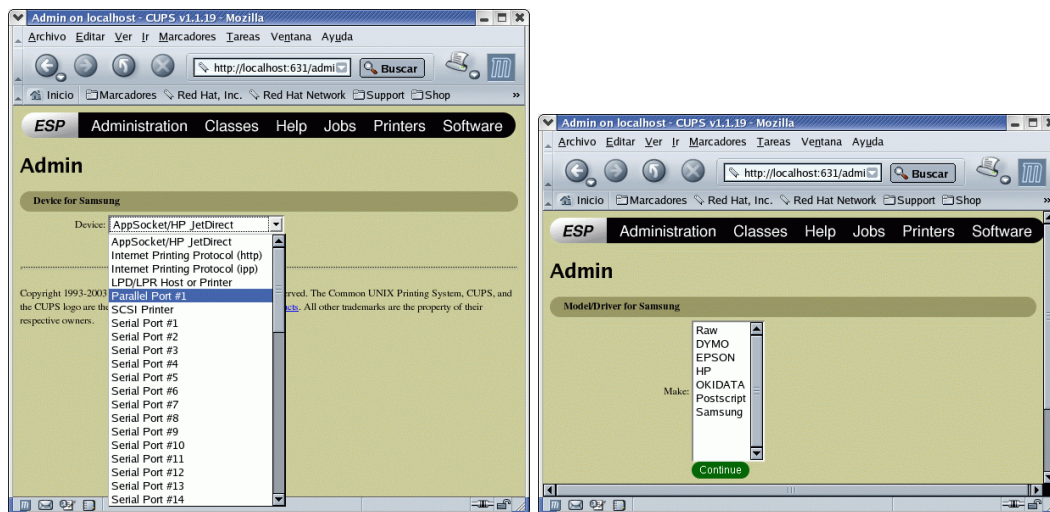 Admin on localhost - CUPS v1.1.19 - Mozilla
Archivo Editar Ver Ir Marcadores Tareas Ventana Ayuda
http://localhost:631/admi Buscar
Inicio Marcadores Red Hat, Inc. Red Hat Network Support Shop »
ESP Administration Classes Help Jobs Printers Software
Admin
Device for Samsung
Device: AppSocket/HP JetDirect
AppSocket/HP JetDirect
Internet Printing Protocol (http)
Internet Printing Protocol (ipp)
LPD/LPR Host or Printer
Parallel Port #1
SCSI Printer
Serial Port #1
Serial Port #2
Serial Port #3
Serial Port #4
Serial Port #5
Serial Port #6
Serial Port #7
Serial Port #8
Serial Port #9
Serial Port #10
Serial Port #11
Serial Port #12
Serial Port #13
Serial Port #14
Copyright 1993-2003 rved. The Common UNIX Printing System, CUPS, and
the CUPS logo are the cts. All other trademarks are the property of their
respective owners.
Admin on localhost - CUPS v1.1.19 - Mozilla
Archivo Editar Ver Ir Marcadores Tareas Ventana Ayuda
http://localhost:631/admi Buscar
Inicio Marcadores Red Hat, Inc. Red Hat Network Support Shop »
ESP Administration Classes Help Jobs Printers Software
Admin
Model/Driver for Samsung
Make:
Raw
DYMO
EPSON
HP
OKIDATA
Postscript
Samsung
Continue